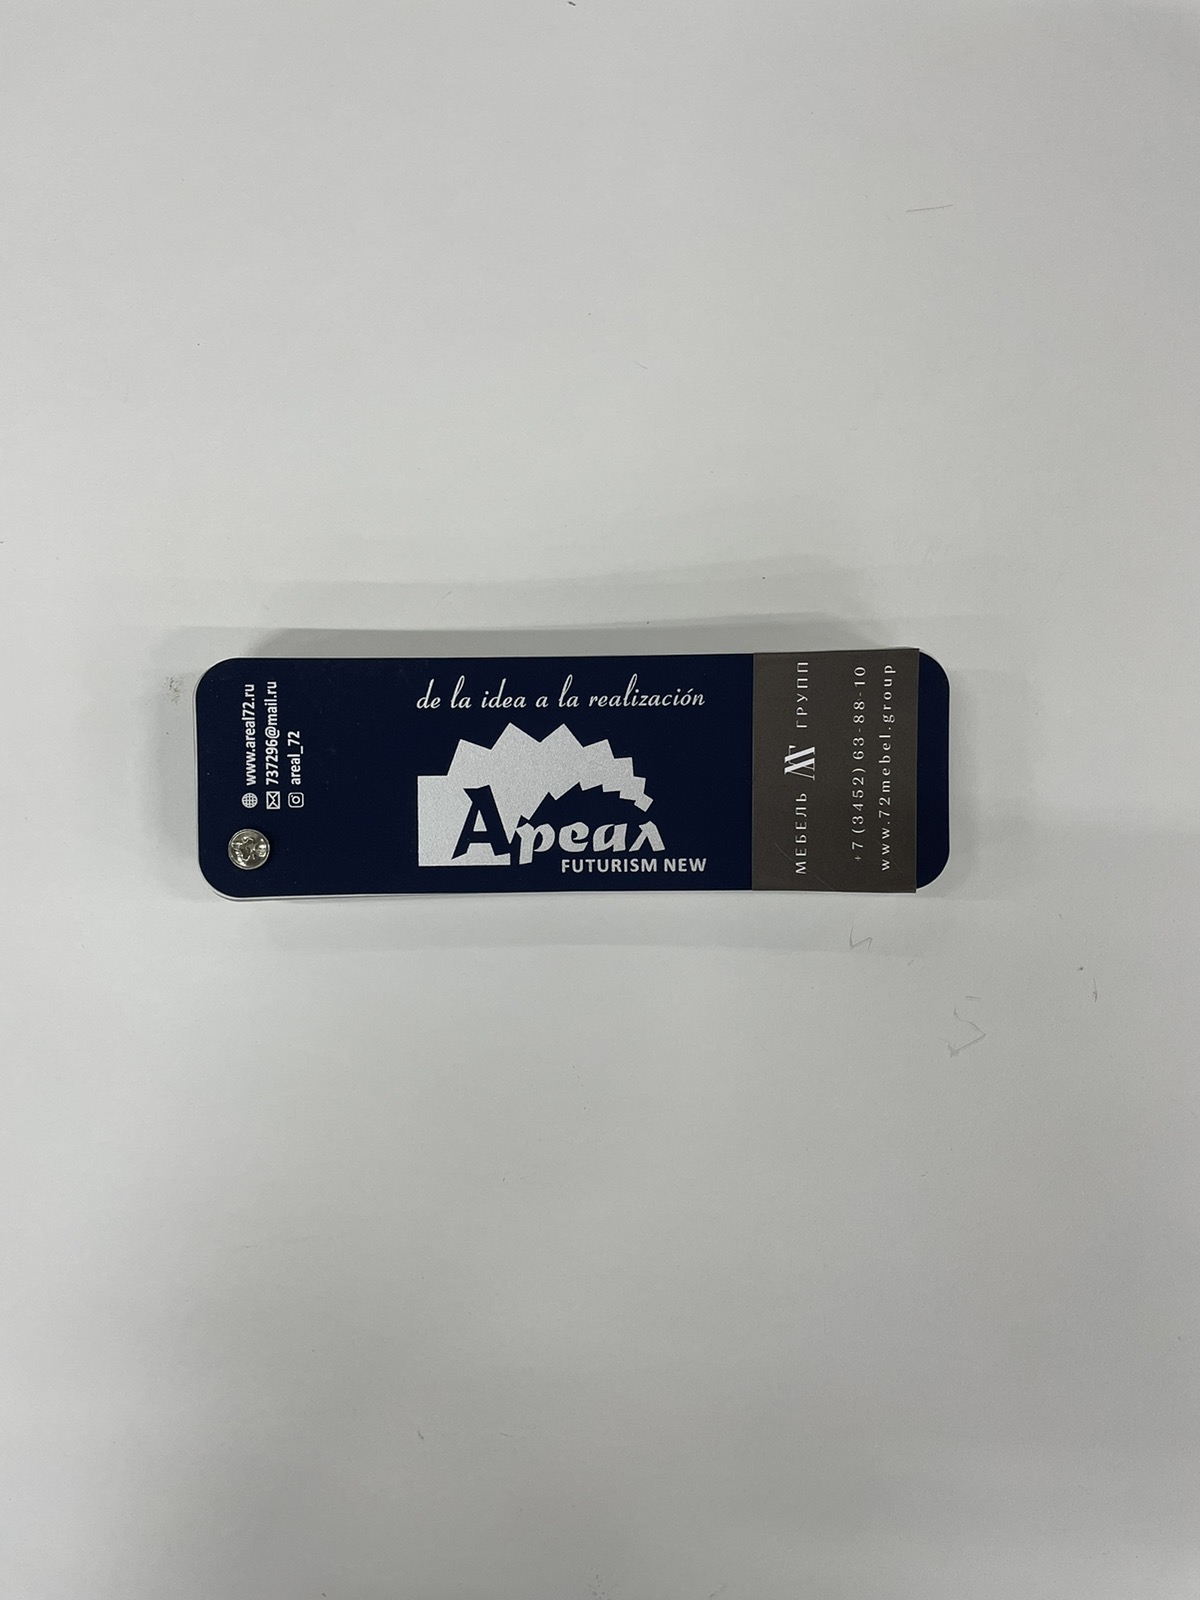 www.areal72.ru
737296@mail.ru
areal_72
de la idea a la realización
Ареал
FUTURISM NEW
МЕБЕЛЬ ГРУПП
+7(3452)63-88-10
www.72mebel.group